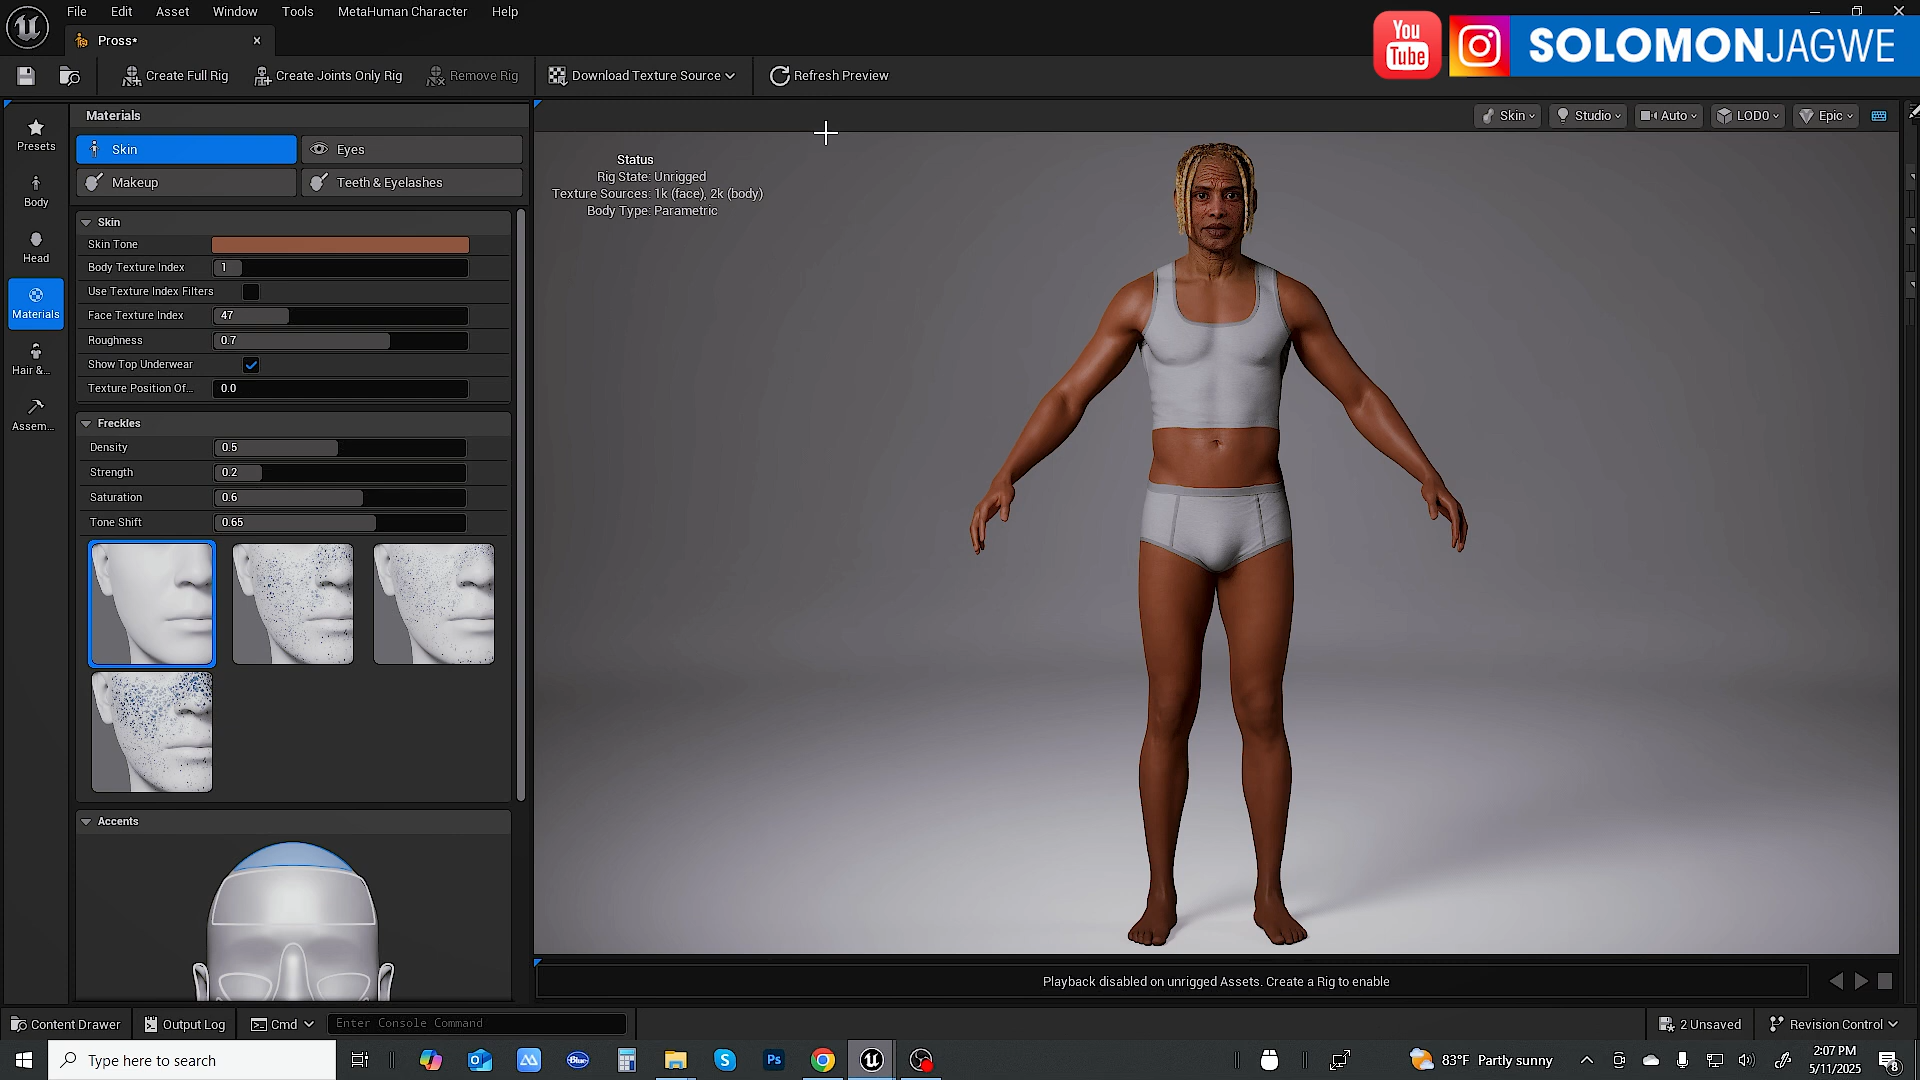 File Edit Asset Window Tools MetaHuman Character Help
Pross*
You Tube
SOLOMONJAGWE
Create Full Rig Create Joints Only Rig Remove Rig Download Texture Source Refresh Preview
Presets
Body
Head
Materials
Hair &...
Assem...
Materials
Skin Eyes
Makeup Teeth & Eyelashes
Skin
Skin Tone
Body Texture Index 1
Use Texture Index Filters
Face Texture Index 47
Roughness 0.7
Show Top Underwear
Texture Position Of... 0.0
Freckles
Density 0.5
Strength 0.2
Saturation 0.6
Tone Shift 0.65
Accents
Skin Studio Auto LOD0 Epic
Status
Rig State: Unrigged
Texture Sources: 1k (face), 2k (body)
Body Type: Parametric
Playback disabled on unrigged Assets. Create a Rig to enable
Content Drawer Output Log Cmd Enter Console Command 2 Unsaved Revision Control
Type here to search
Blue
Ps
83°F Partly sunny
2:07 PM
5/11/2025
8